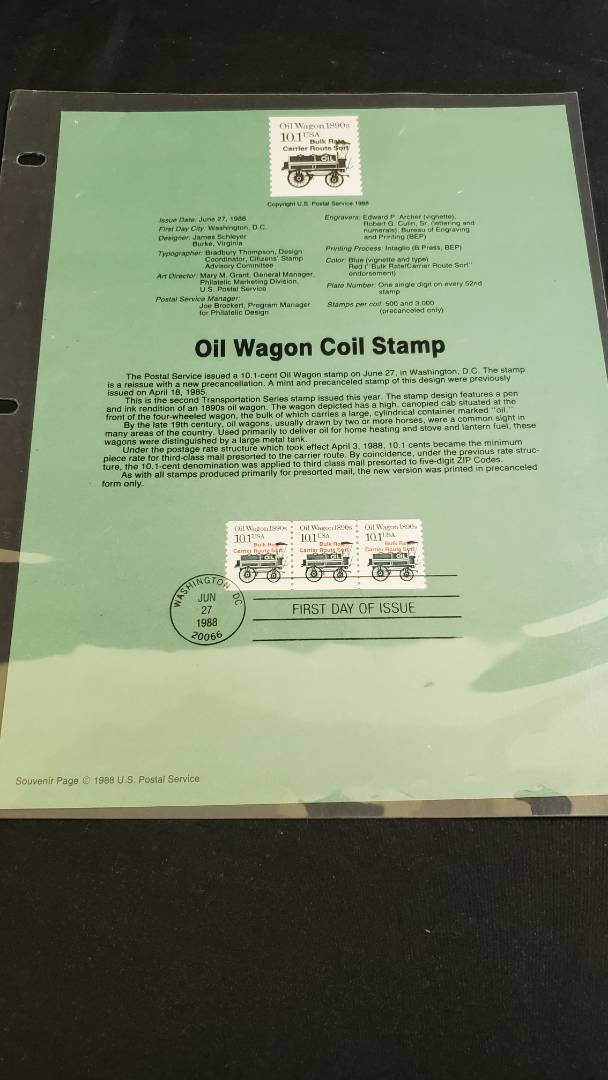 Oil Wagon 1890s
10.1 USA
Bulk Rate
Carrier Route Sort
OIL
Copyright U.S. Postal Service 1988
Issue Date: June 27, 1988
First Day City: Washington, D.C.
Designer: James Schleyer
Burke, Virginia
Typographer: Bradbury Thompson, Design
Coordinator, Citizens' Stamp
Advisory Committee
Art Director: Mary M. Grant, General Manager,
Philatelic Marketing Division,
U.S. Postal Service
Postal Service Manager:
Joe Brockert, Program Manager
for Philatelic Design
Engravers: Edward P. Archer (vignette);
Robert G. Culin, Sr. (lettering and
numerals), Bureau of Engraving
and Printing (BEP)
Printing Process: Intaglio (B Press, BEP)
Color: Blue (vignette and type)
Red ("Bulk Rate/Carrier Route Sort"
endorsement)
Plate Number: One single digit on every 52nd
stamp
Stamps per coil: 500 and 3,000
(precanceled only)
Oil Wagon Coil Stamp
The Postal Service issued a 10.1-cent Oil Wagon stamp on June 27, in Washington, D.C. The stamp
is a reissue with a new precancellation. A mint and precanceled stamp of this design were previously
issued on April 18, 1985.
This is the second Transportation Series stamp issued this year. The stamp design features a pen
and ink rendition of an 1890s oil wagon. The wagon depicted has a high, canopied cab situated at the
front of the four-wheeled wagon, the bulk of which carries a large, cylindrical container marked "oil."
By the late 19th century, oil wagons, usually drawn by two or more horses, were a common sight in
many areas of the country. Used primarily to deliver oil for home heating and stove and lantern fuel, these
wagons were distinguished by a large metal tank.
Under the postage rate structure which took effect April 3, 1988, 10.1 cents became the minimum
piece rate for third-class mail presorted to the carrier route. By coincidence, under the previous rate struc-
ture, the 10.1-cent denomination was applied to third class mail presorted to five-digit ZIP Codes.
As with all stamps produced primarily for presorted mail, the new version was printed in precanceled
form only.
Oil Wagon 1890s Oil Wagon 1890s Oil Wagon 1890s
10.1 USA 10.1 USA 10.1 USA
Bulk Rate Bulk Rate Bulk Rate
Carrier Route Sort Carrier Route Sort Carrier Route Sort
OIL OIL OIL
WASHINGTON DC
JUN
27
1988
20066
FIRST DAY OF ISSUE
Souvenir Page © 1988 U.S. Postal Service